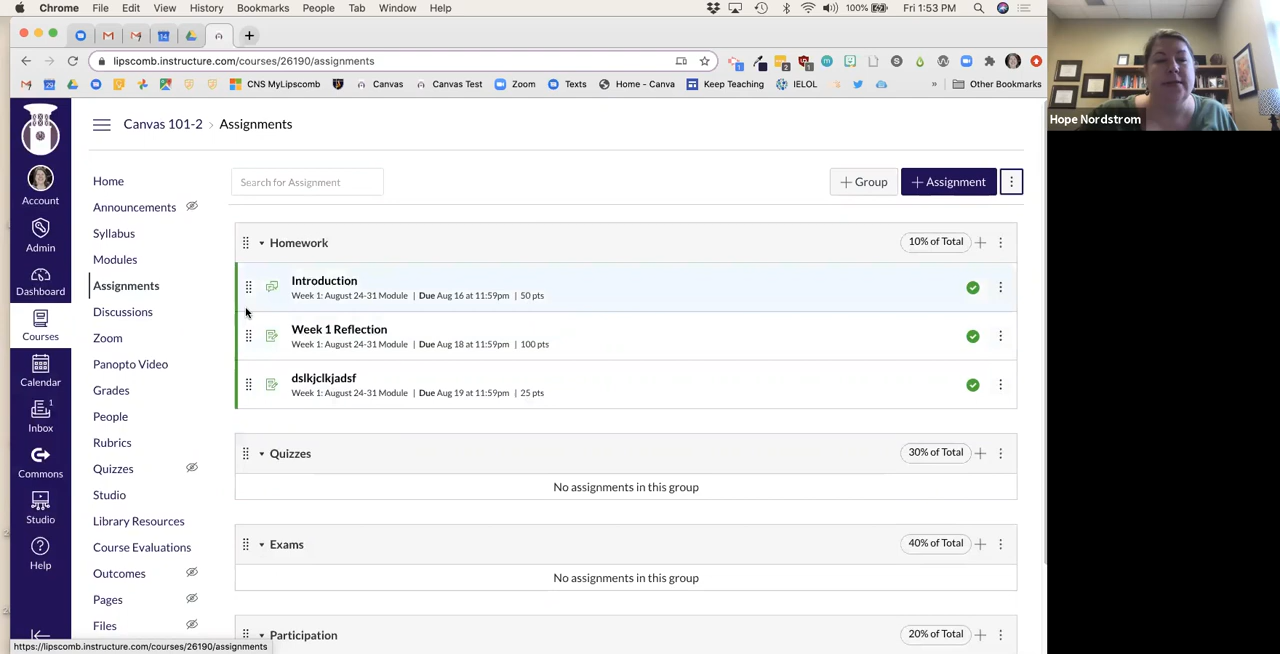 Chrome File Edit View History Bookmarks People Tab Window Help 100% Fri 1:53 PM
lipscomb.instructure.com/courses/26190/assignments
CNS MyLipscomb Canvas Canvas Test Zoom Texts Home - Canva Keep Teaching IELOL » Other Bookmarks
Hope Nordstrom
Canvas 101-2 › Assignments
Account
Admin
Dashboard
Courses
Calendar
1
Inbox
Commons
Studio
Help
Home
Announcements
Syllabus
Modules
Assignments
Discussions
Zoom
Panopto Video
Grades
People
Rubrics
Quizzes
Studio
Library Resources
Course Evaluations
Outcomes
Pages
Files
Search for Assignment + Group + Assignment
Homework 10% of Total +
Introduction
Week 1: August 24-31 Module | Due Aug 16 at 11:59pm | 50 pts
Week 1 Reflection
Week 1: August 24-31 Module | Due Aug 18 at 11:59pm | 100 pts
dslkjclkjadsf
Week 1: August 24-31 Module | Due Aug 19 at 11:59pm | 25 pts
Quizzes 30% of Total +
No assignments in this group
Exams 40% of Total +
No assignments in this group
Participation 20% of Total +
https://lipscomb.instructure.com/courses/26190/assignments